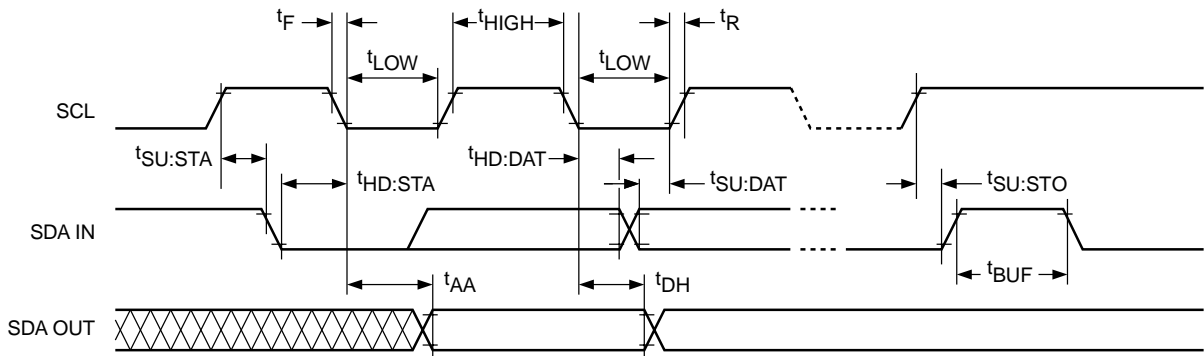 tF
tHIGH
tR
tLOW
tLOW
SCL
tSU:STA
tHD:DAT
tHD:STA
tSU:DAT
tSU:STO
SDA IN
tAA
tDH
tBUF
SDA OUT